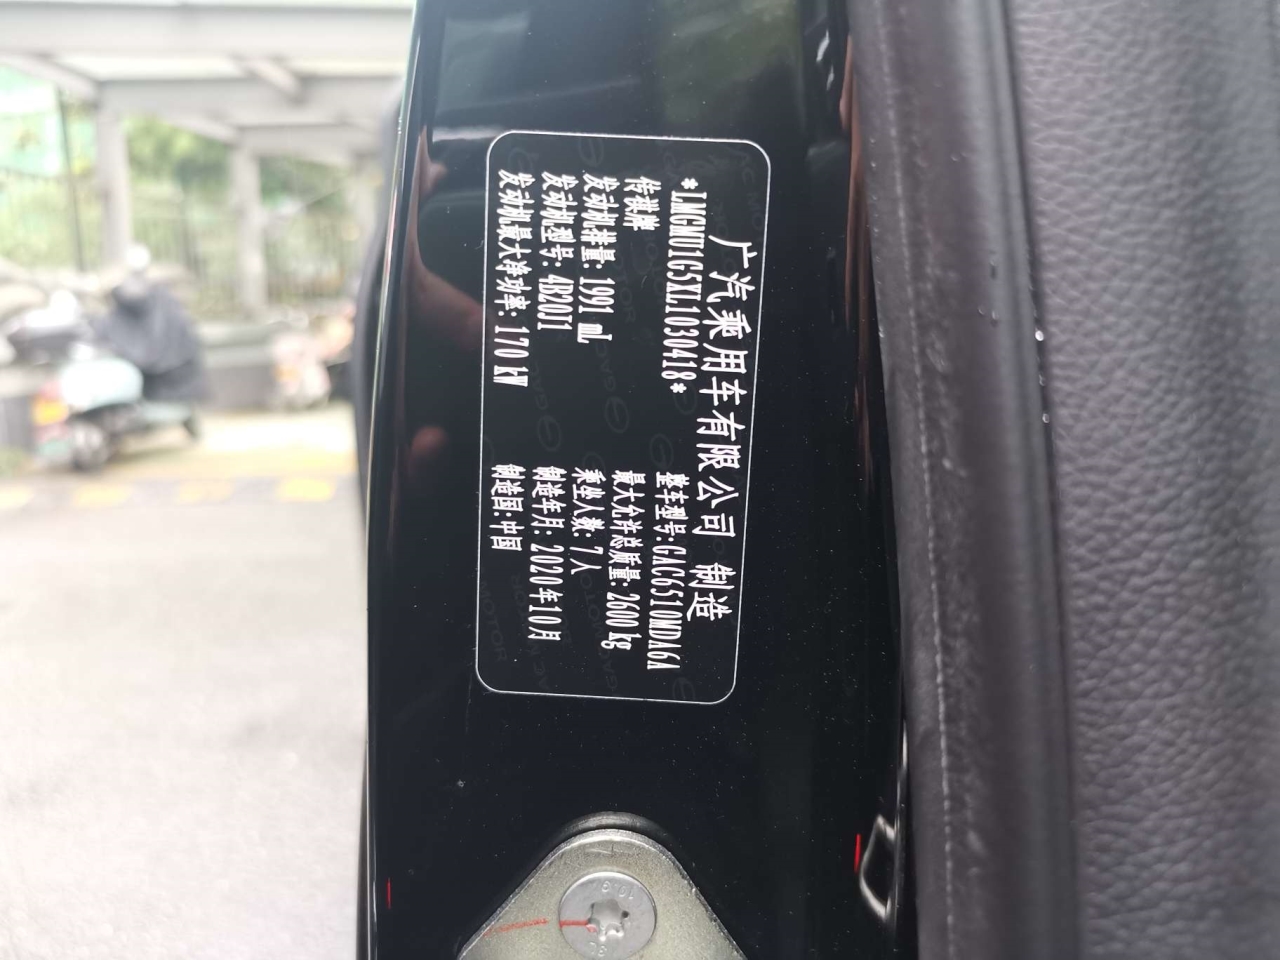 广汽乘用车有限公司 制造
*LMGMU1G5XL1030418*
传祺牌 整车型号:GAC6510MDA6A
发动机排量: 1991 mL 最大允许总质量: 2600 kg
发动机型号: 4B20J1 乘坐人数: 7人
发动机最大净功率: 170 kW 制造年月: 2020年10月
制造国: 中国